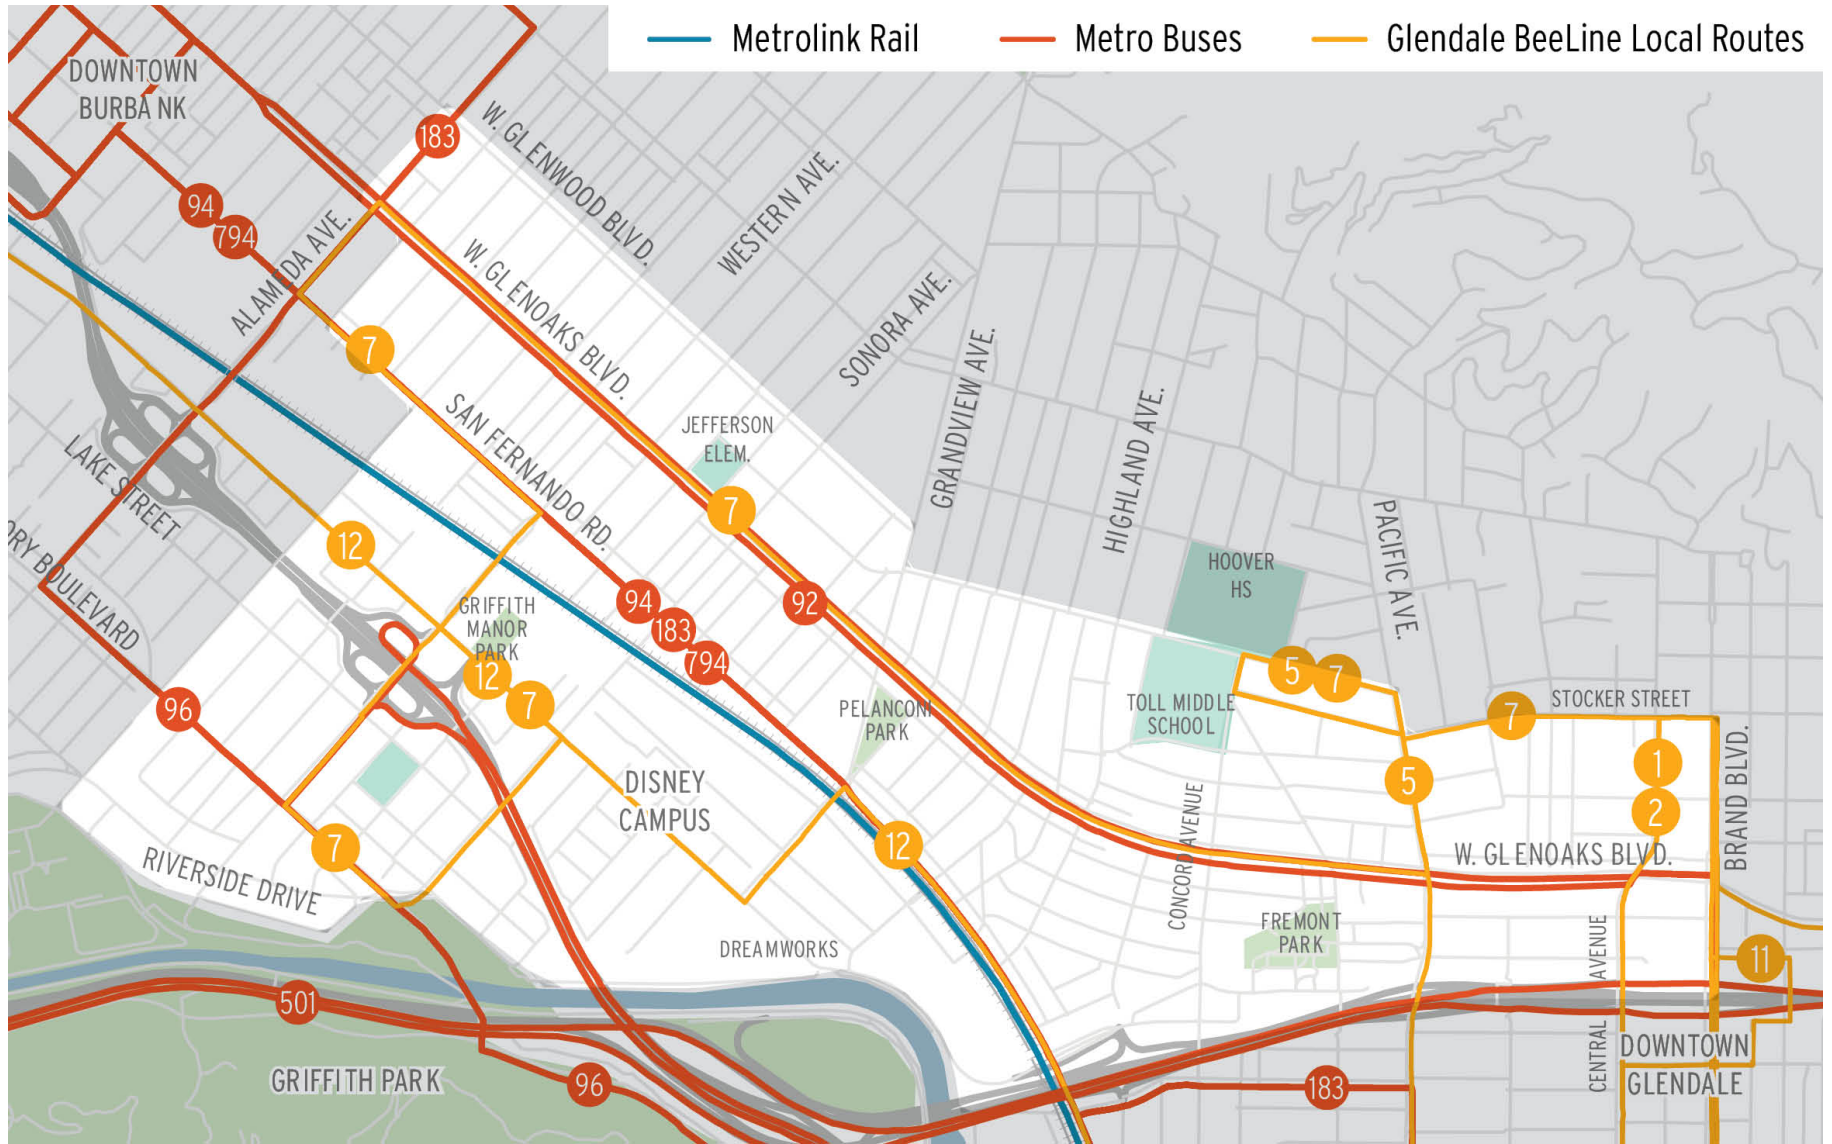 Metrolink Rail
Metro Buses
Glendale BeeLine Local Routes
DOWNTOWN
BURBA NK
183
W. GLENWOOD BLVD.
WESTERN AVE.
94
794
ALAMEDA AVE.
W. GLENOAKS BLVD.
SONORA AVE.
GRANDVIEW AVE.
7
SAN FERNANDO RD.
JEFFERSON
ELEM.
HIGHLAND AVE.
LAKE STREET
7
PACIFIC AVE.
12
HOOVER
HS
ORY BOULEVARD
GRIFFITH
MANOR
PARK
94
183
794
92
12
7
5
7
96
PELANCONI
PARK
TOLL MIDDLE
SCHOOL
STOCKER STREET
7
1
2
5
BRAND BLVD.
DISNEY
CAMPUS
CONCORD AVENUE
7
12
W. GLENOAKS BLVD.
RIVERSIDE DRIVE
DREAMWORKS
FREMONT
PARK
CENTRAL AVENUE
11
501
DOWNTOWN
GLENDALE
GRIFFITH PARK
96
183